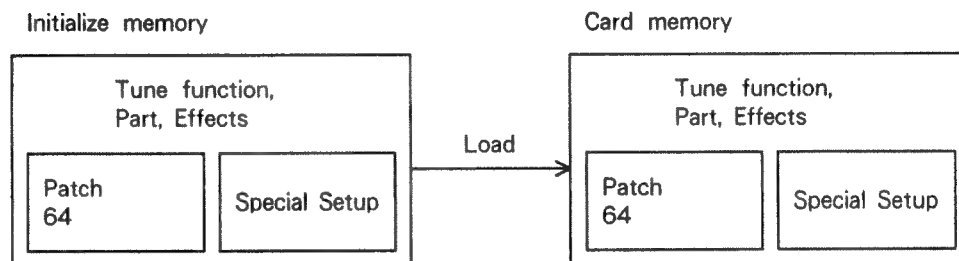 Initialize memory
Card memory
Tune function,
Part, Effects
Patch
64
Special Setup
Load
Tune function,
Part, Effects
Patch
64
Special Setup